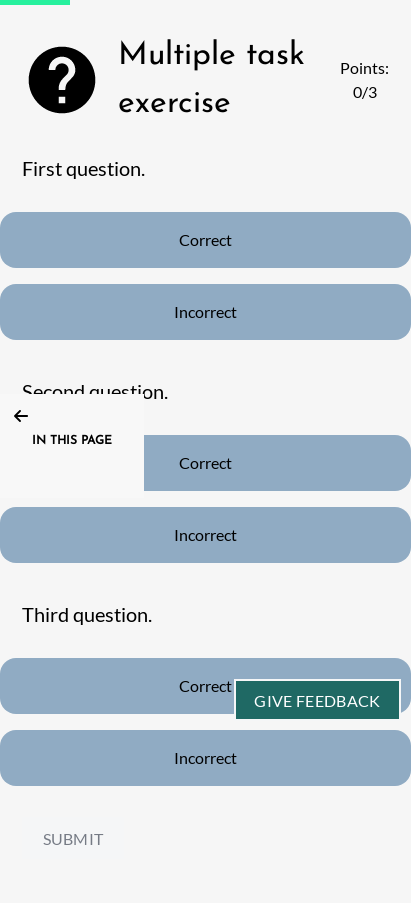 Multiple task
exercise
Points:
0/3
First question.
Correct
Incorrect
Second question.
IN THIS PAGE
Correct
Incorrect
Third question.
Correct
GIVE FEEDBACK
Incorrect
SUBMIT